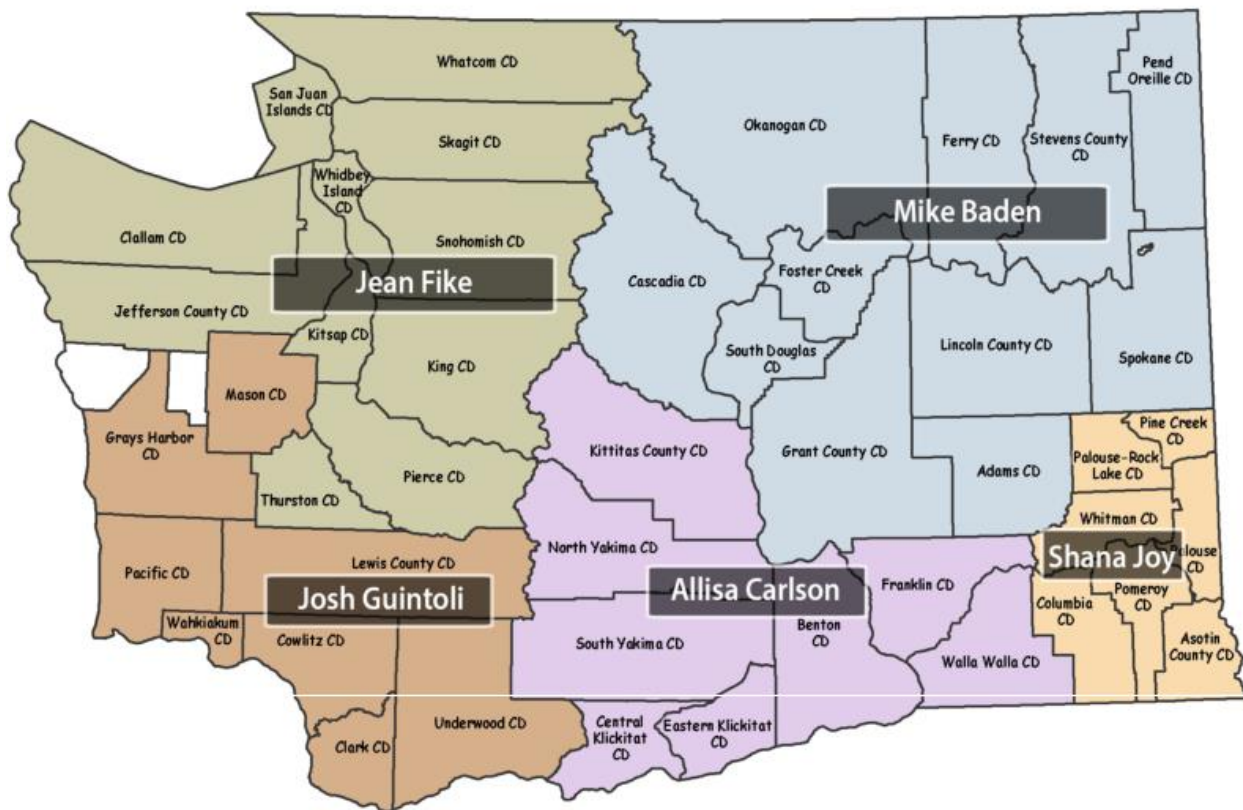 Whatcom CD
San Juan
Islands CD
Skagit CD
Whidbey
Island
CD
Clallam CD
Snohomish CD
Jean Fike
Jefferson County CD
Kitsap CD
King CD
Pierce CD
Thurston CD
Okanogan CD
Ferry CD
Stevens County
CD
Pend
Oreille CD
Mike Baden
Cascadia CD
Foster Creek
CD
South Douglas
CD
Lincoln County CD
Spokane CD
Grant County CD
Adams CD
Mason CD
Grays Harbor
CD
Pacific CD
Lewis County CD
Josh Guintoli
Wahkiakum
CD
Cowlitz CD
Clark CD
Underwood CD
Kittitas County CD
North Yakima CD
Allisa Carlson
South Yakima CD
Benton
CD
Franklin CD
Walla Walla CD
Central
Klickitat
CD
Eastern Klickitat
CD
Pine Creek
CD
Palouse-Rock
Lake CD
Whitman CD
Shana Joy
CD
Columbia
CD
Pomeroy
CD
Asotin
County CD